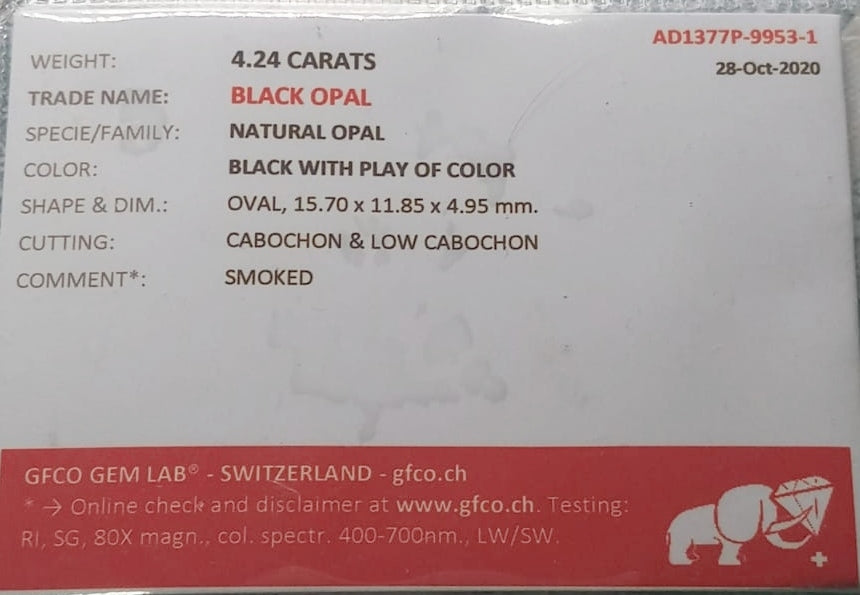 AD1377P-9953-1
28-Oct-2020
WEIGHT: 4.24 CARATS
TRADE NAME: BLACK OPAL
SPECIE/FAMILY: NATURAL OPAL
COLOR: BLACK WITH PLAY OF COLOR
SHAPE & DIM.: OVAL, 15.70 x 11.85 x 4.95 mm.
CUTTING: CABOCHON & LOW CABOCHON
COMMENT*: SMOKED
GFCO GEM LAB® - SWITZERLAND - gfco.ch
* → Online check and disclaimer at www.gfco.ch. Testing:
RI, SG, 80X magn., col. spectr. 400-700nm., LW/SW.